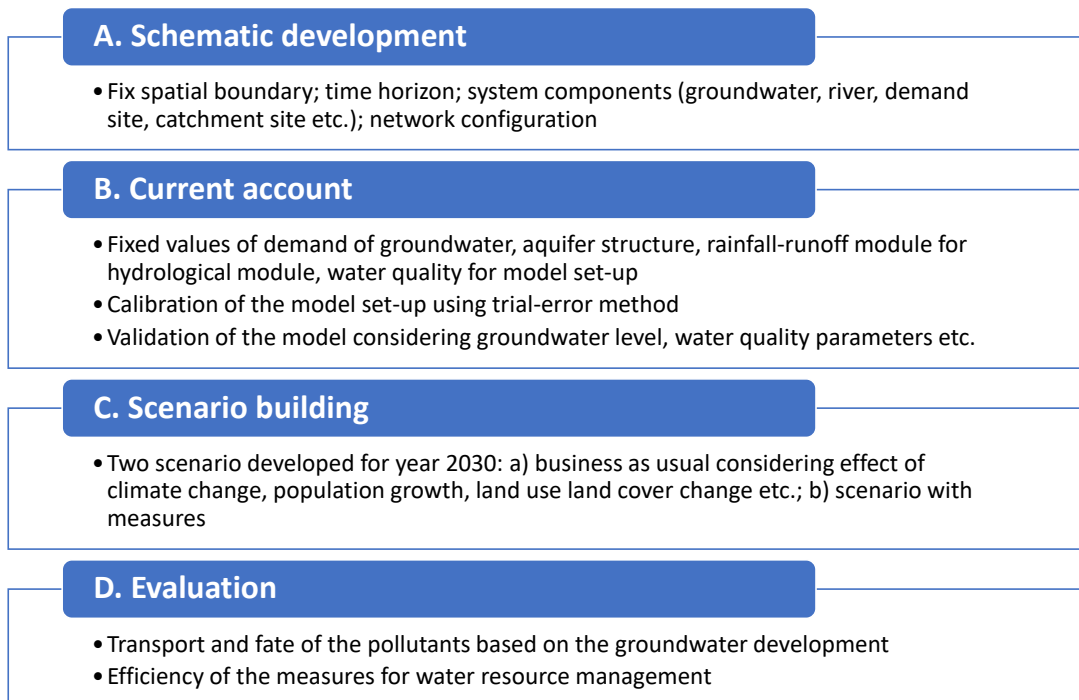 A. Schematic development
• Fix spatial boundary; time horizon; system components (groundwater, river, demand
site, catchment site etc.); network configuration
B. Current account
• Fixed values of demand of groundwater, aquifer structure, rainfall-runoff module for
hydrological module, water quality for model set-up
• Calibration of the model set-up using trial-error method
• Validation of the model considering groundwater level, water quality parameters etc.
C. Scenario building
• Two scenario developed for year 2030: a) business as usual considering effect of
climate change, population growth, land use land cover change etc.; b) scenario with
measures
D. Evaluation
• Transport and fate of the pollutants based on the groundwater development
• Efficiency of the measures for water resource management